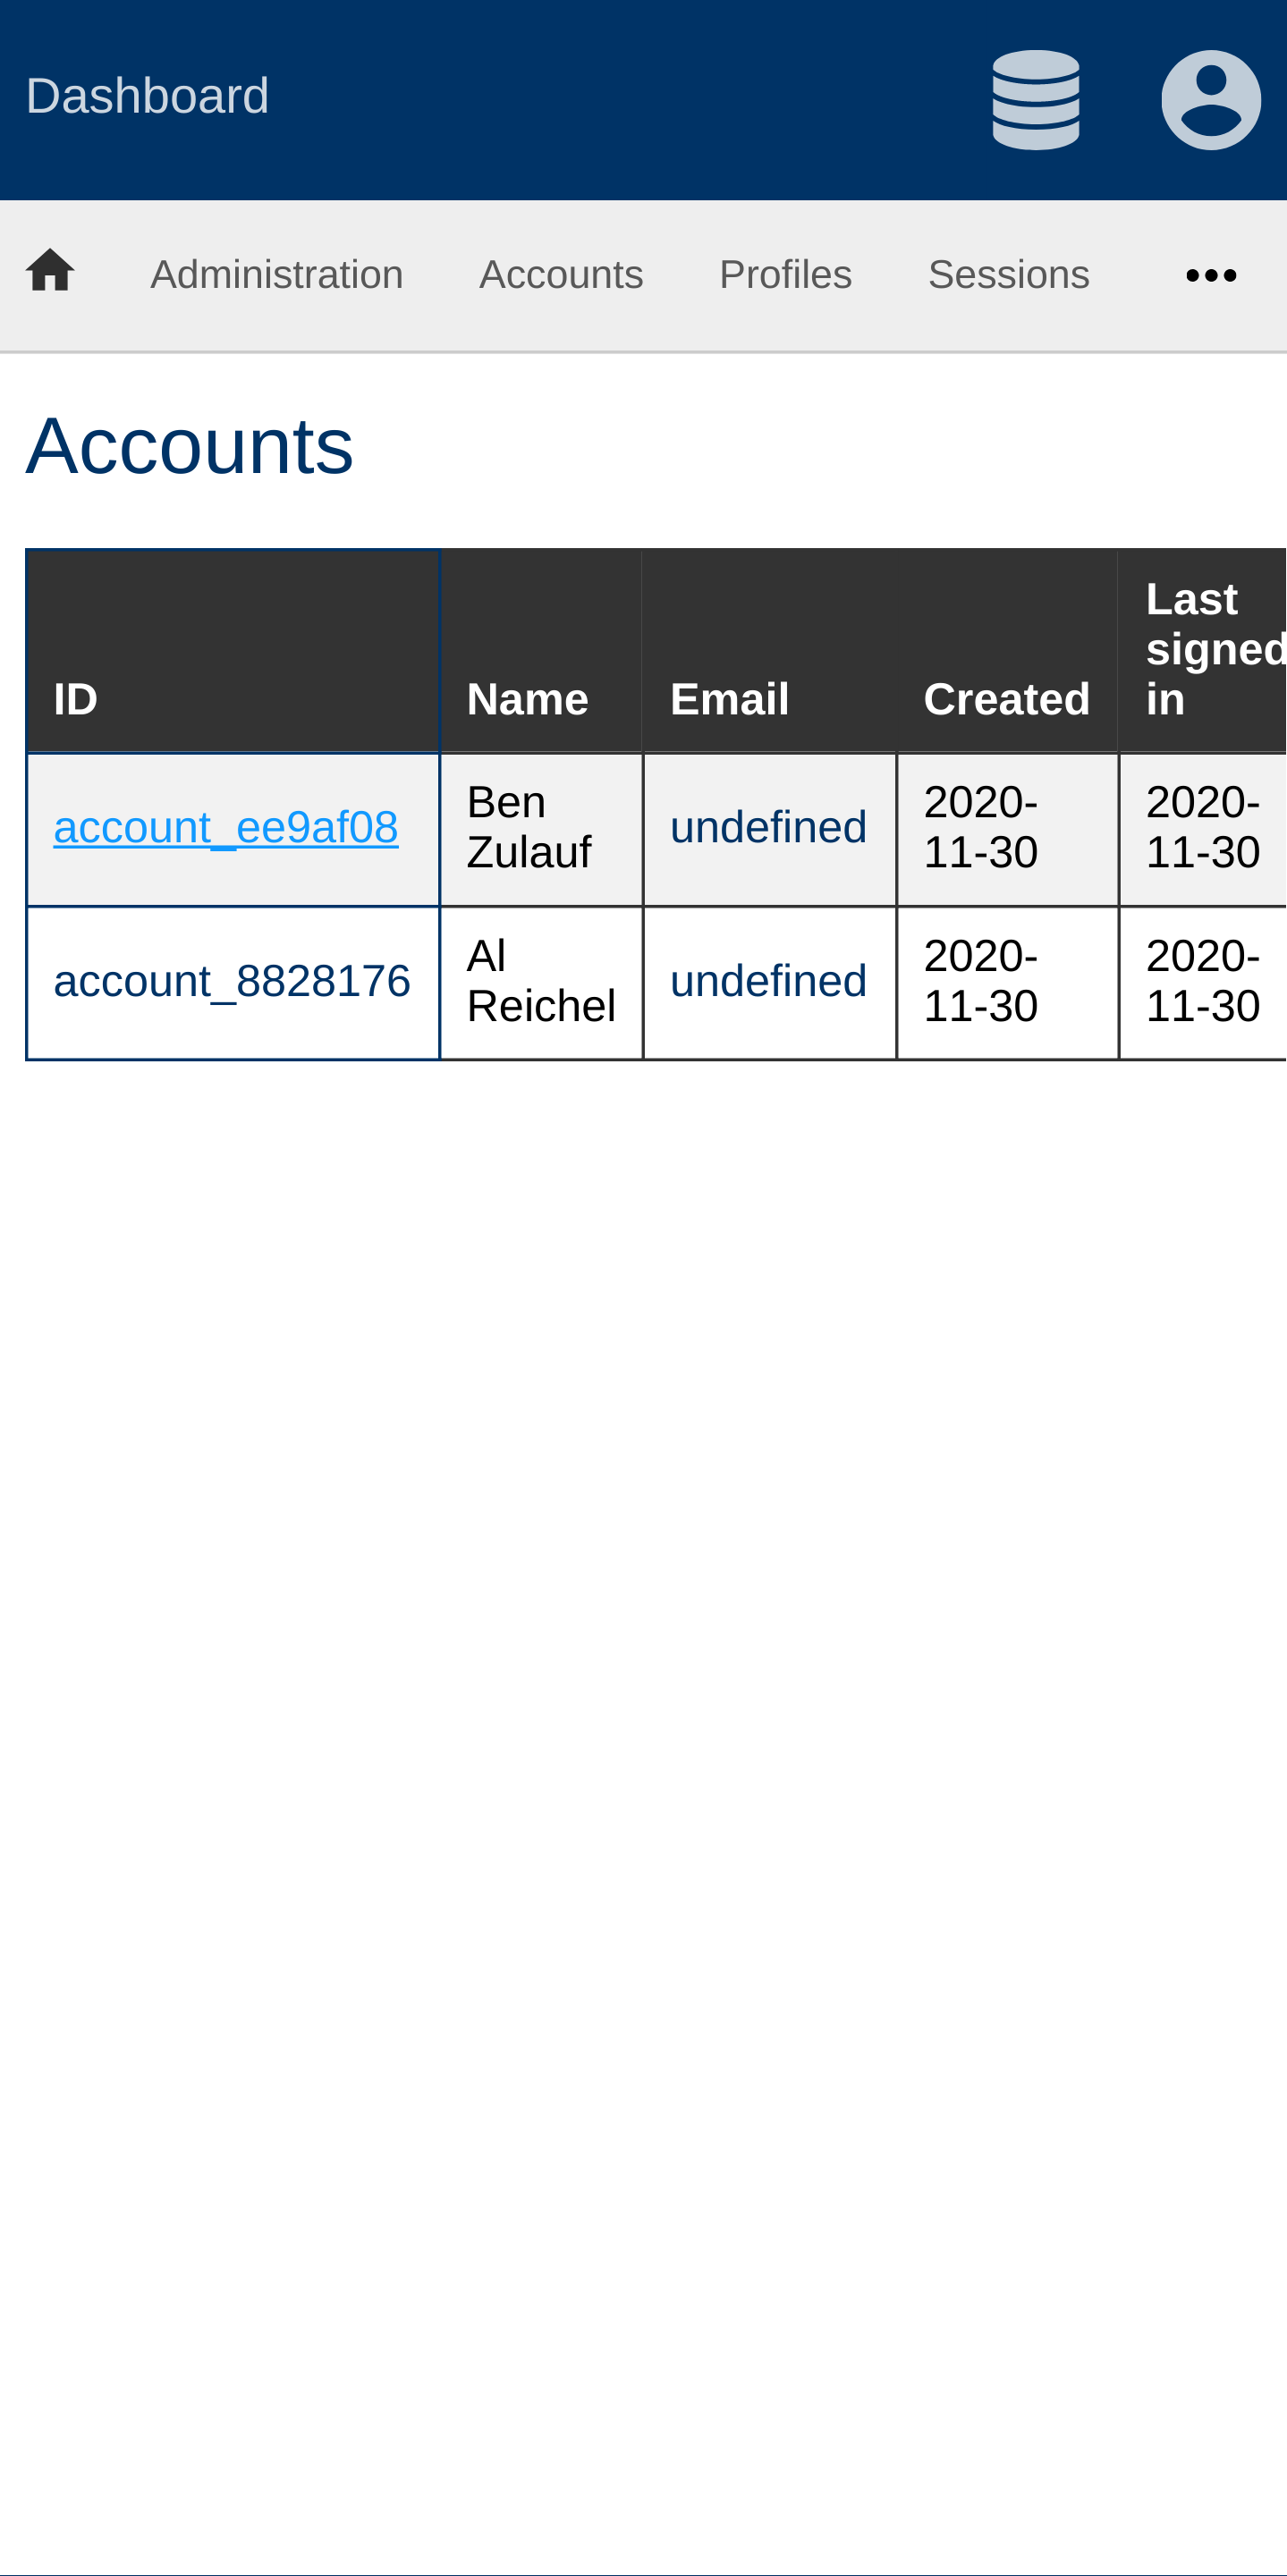 Dashboard
Administration Accounts Profiles Sessions
Accounts
ID Name Email Created Last signed in
account_ee9af08 Ben Zulauf undefined 2020-11-30 2020-11-30
account_8828176 Al Reichel undefined 2020-11-30 2020-11-30